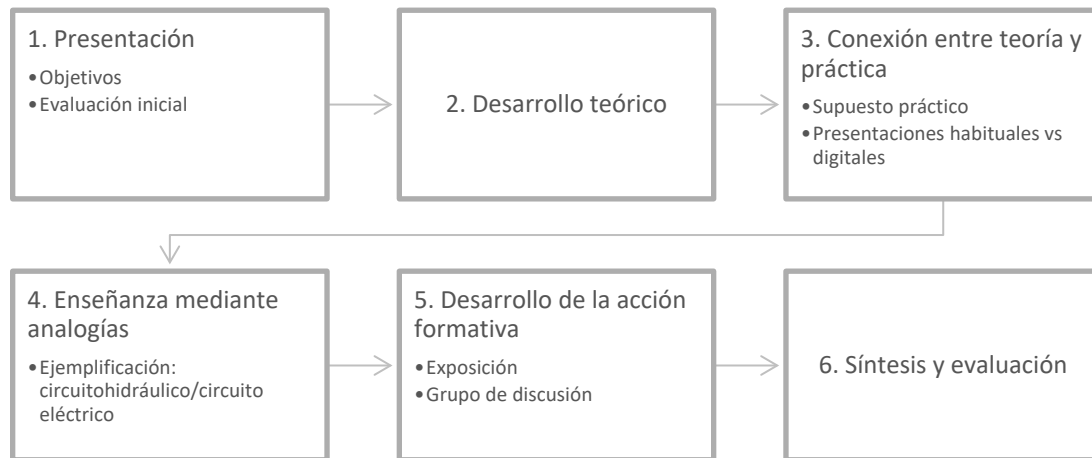 1. Presentación
•Objetivos
•Evaluación inicial
2. Desarrollo teórico
3. Conexión entre teoría y
práctica
•Supuesto práctico
•Presentaciones habituales vs
digitales
4. Enseñanza mediante
analogías
•Ejemplificación:
circuitohidráulico/circuito
eléctrico
5. Desarrollo de la acción
formativa
•Exposición
•Grupo de discusión
6. Síntesis y evaluación